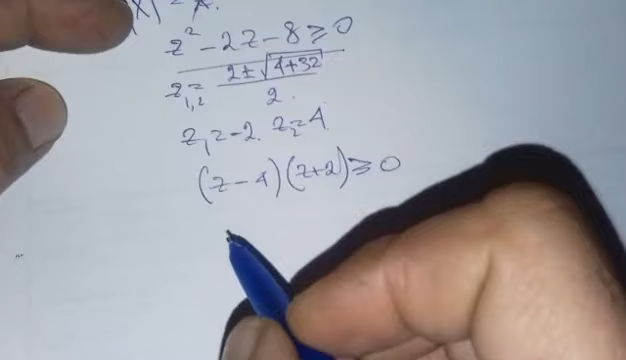 z² - 2z - 8 ≥ 0
z₁,₂ = (2 ± √(4+32)) / 2
z₁ = -2. z₂ = 4
(z - 4)(z+2) ≥ 0